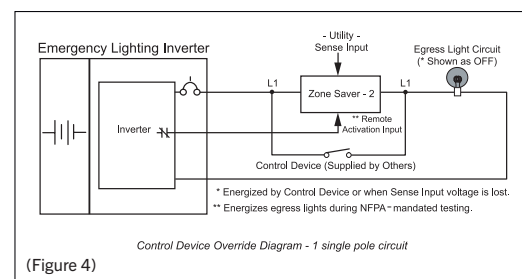 - Utility -
Sense Input
Egress Light Circuit
(* Shown as OFF)
Emergency Lighting Inverter
L1
Zone Saver - 2
L1
Inverter
** Remote
Activation Input
Control Device (Supplied by Others)
* Energized by Control Device or when Sense Input voltage is lost.
** Energizes egress lights during NFPA-mandated testing.
Control Device Override Diagram - 1 single pole circuit
(Figure 4)